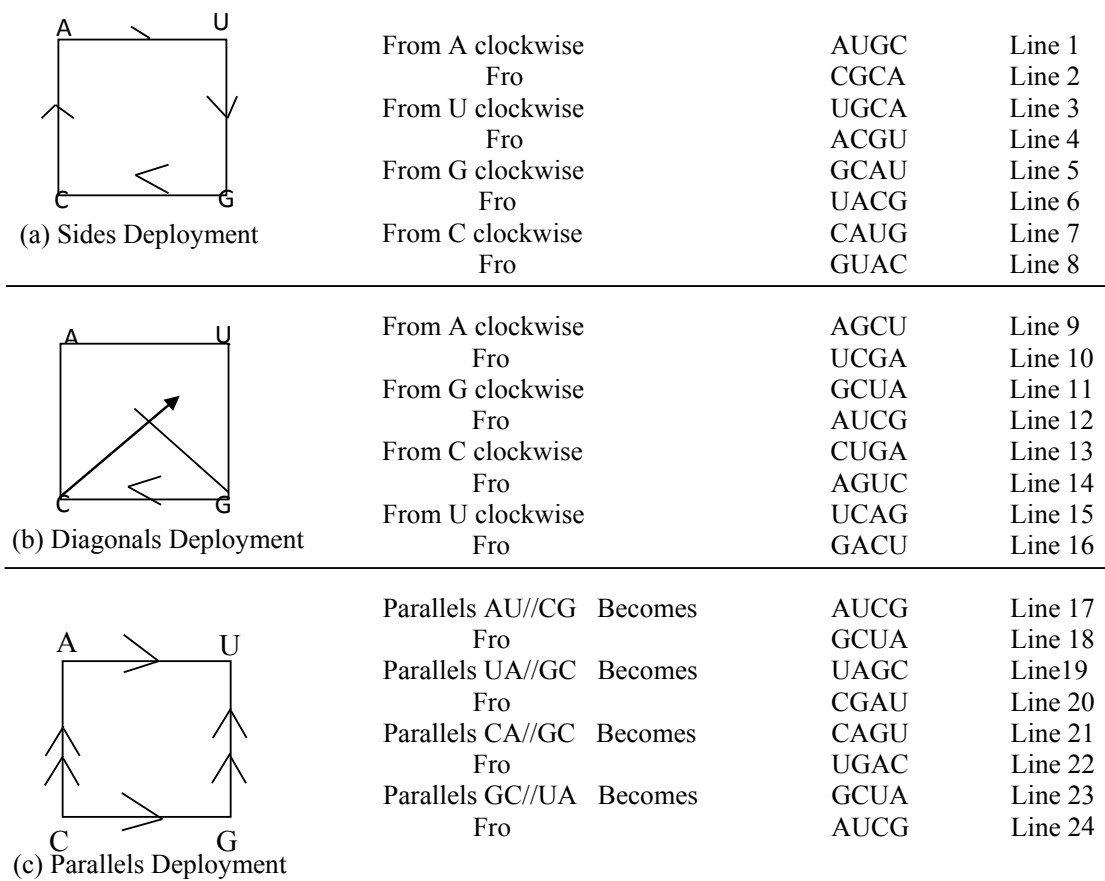 A U
From A clockwise AUGC Line 1
Fro CGCA Line 2
From U clockwise UGCA Line 3
Fro ACGU Line 4
From G clockwise GCAU Line 5
Fro UACG Line 6
From C clockwise CAUG Line 7
Fro GUAC Line 8
C G
(a) Sides Deployment
A U
From A clockwise AGCU Line 9
Fro UCGA Line 10
From G clockwise GCUA Line 11
Fro AUCG Line 12
From C clockwise CUGA Line 13
Fro AGUC Line 14
From U clockwise UCAG Line 15
Fro GACU Line 16
C G
(b) Diagonals Deployment
Parallels AU//CG Becomes AUCG Line 17
Fro GCUA Line 18
Parallels UA//GC Becomes UAGC Line19
Fro CGAU Line 20
Parallels CA//GC Becomes CAGU Line 21
Fro UGAC Line 22
Parallels GC//UA Becomes GCUA Line 23
Fro AUCG Line 24
A U
C G
(c) Parallels Deployment